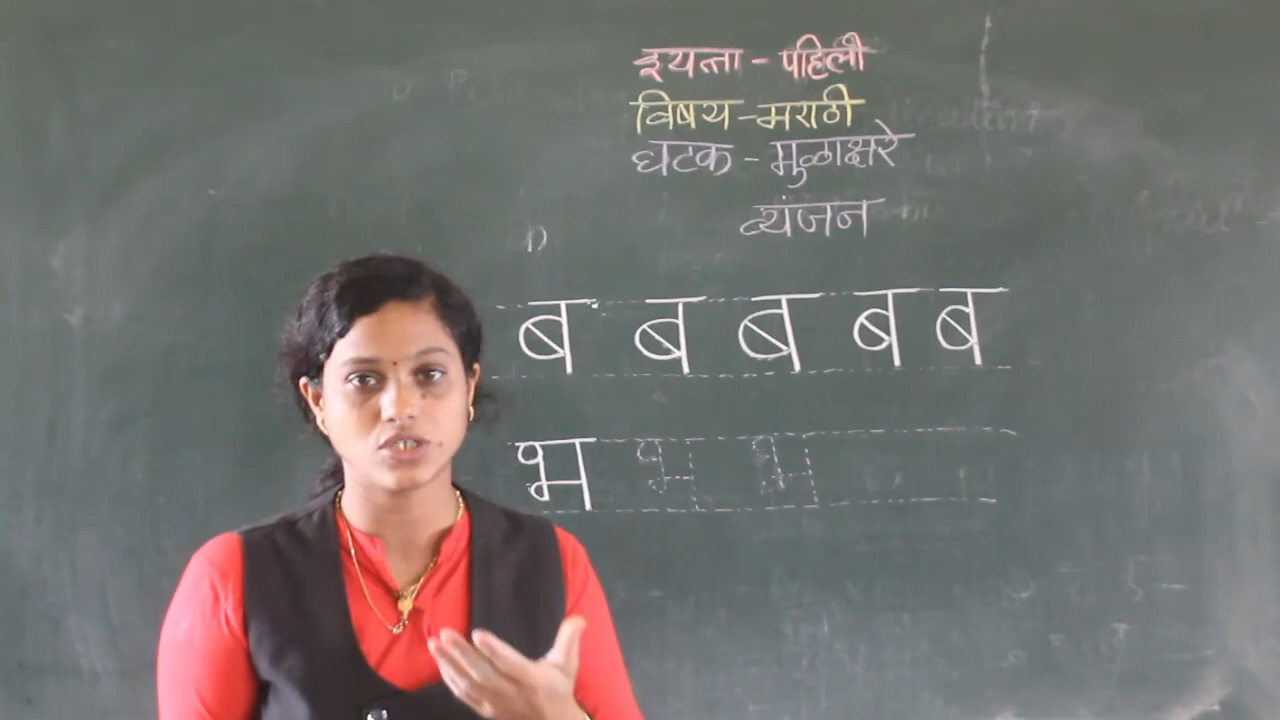 इयत्ता - पहिली
विषय - मराठी
घटक - मुळाक्षरे
व्यंजन
ब ब ब ब ब
भ भ भ